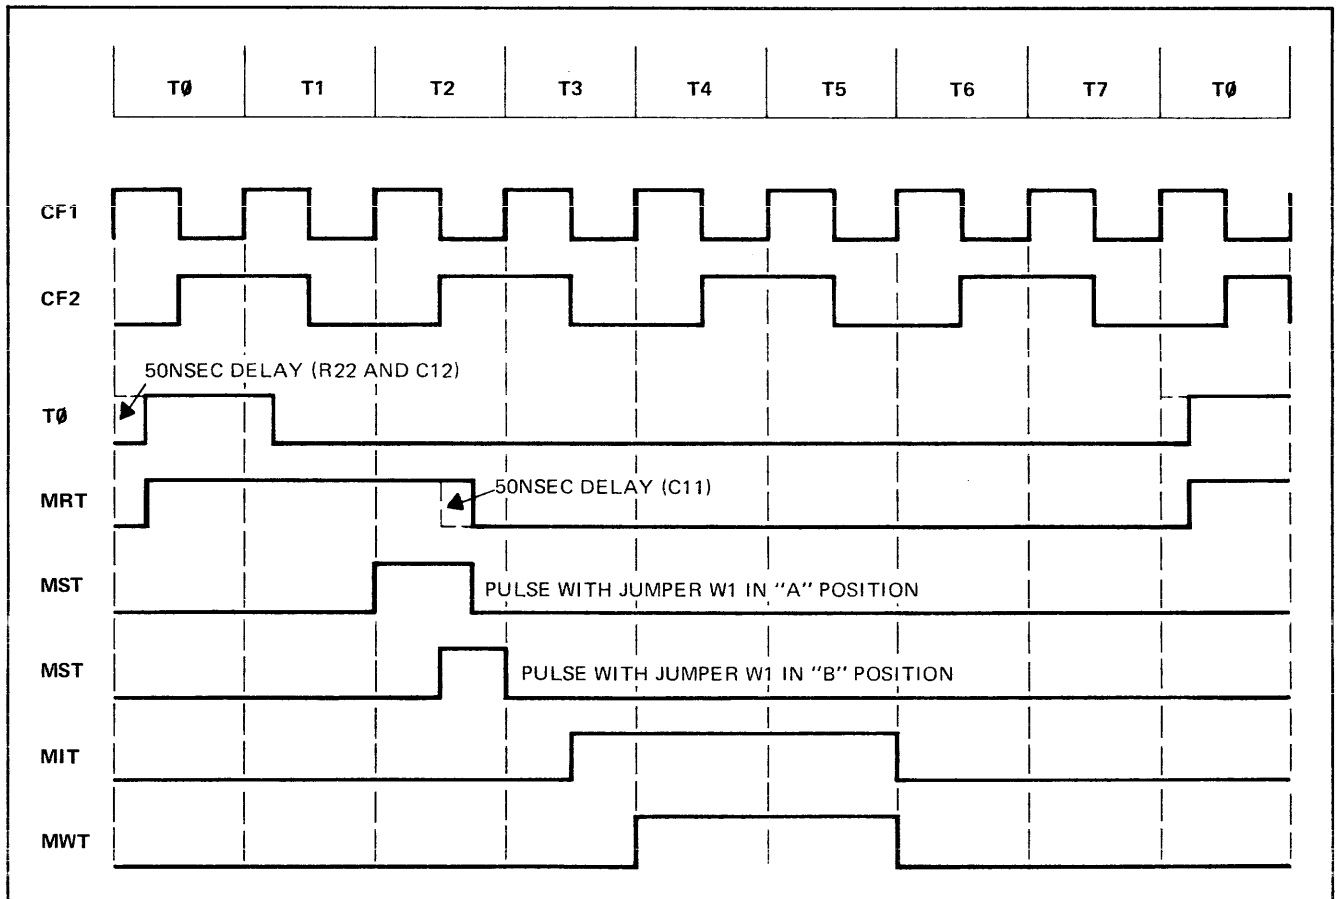 TØ T1 T2 T3 T4 T5 T6 T7 TØ
CF1
CF2
50NSEC DELAY (R22 AND C12)
TØ
MRT
50NSEC DELAY (C11)
MST
PULSE WITH JUMPER W1 IN "A" POSITION
MST
PULSE WITH JUMPER W1 IN "B" POSITION
MIT
MWT